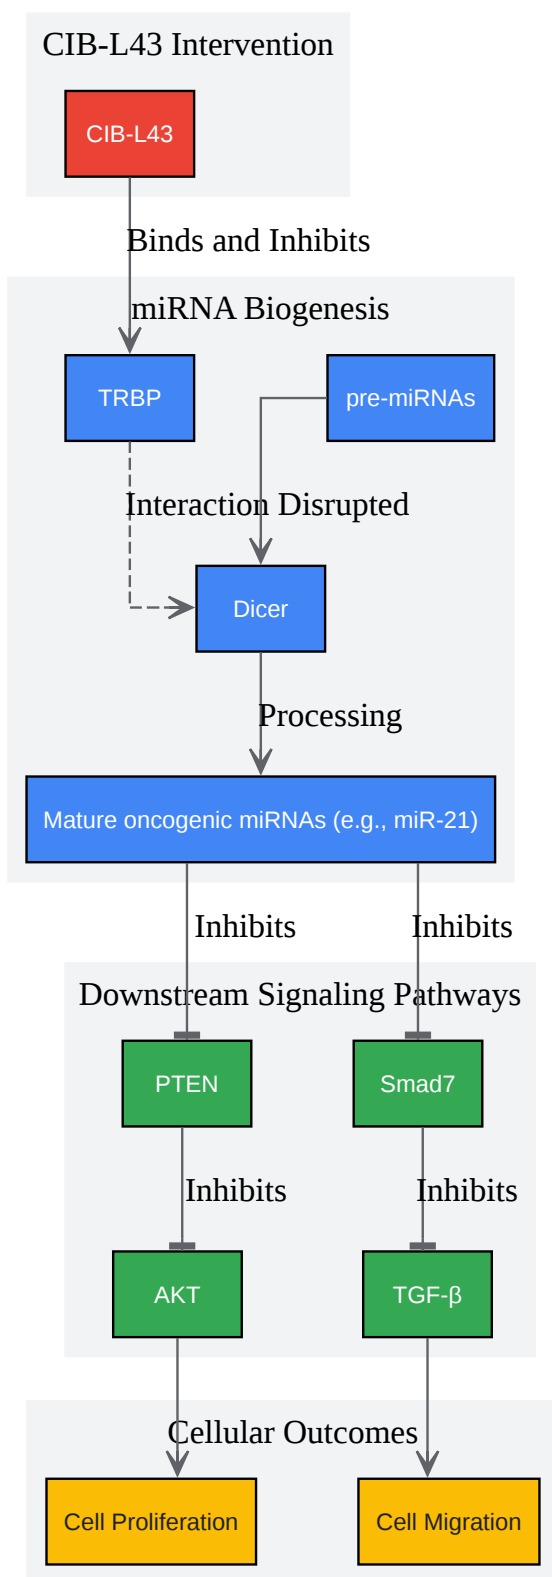 CIB-L43 Intervention
CIB-L43
Binds and Inhibits
miRNA Biogenesis
TRBP
pre-miRNAs
Interaction Disrupted
Dicer
Processing
Mature oncogenic miRNAs (e.g., miR-21)
Inhibits
Inhibits
Downstream Signaling Pathways
PTEN
Smad7
Inhibits
Inhibits
AKT
TGF-β
Cellular Outcomes
Cell Proliferation
Cell Migration